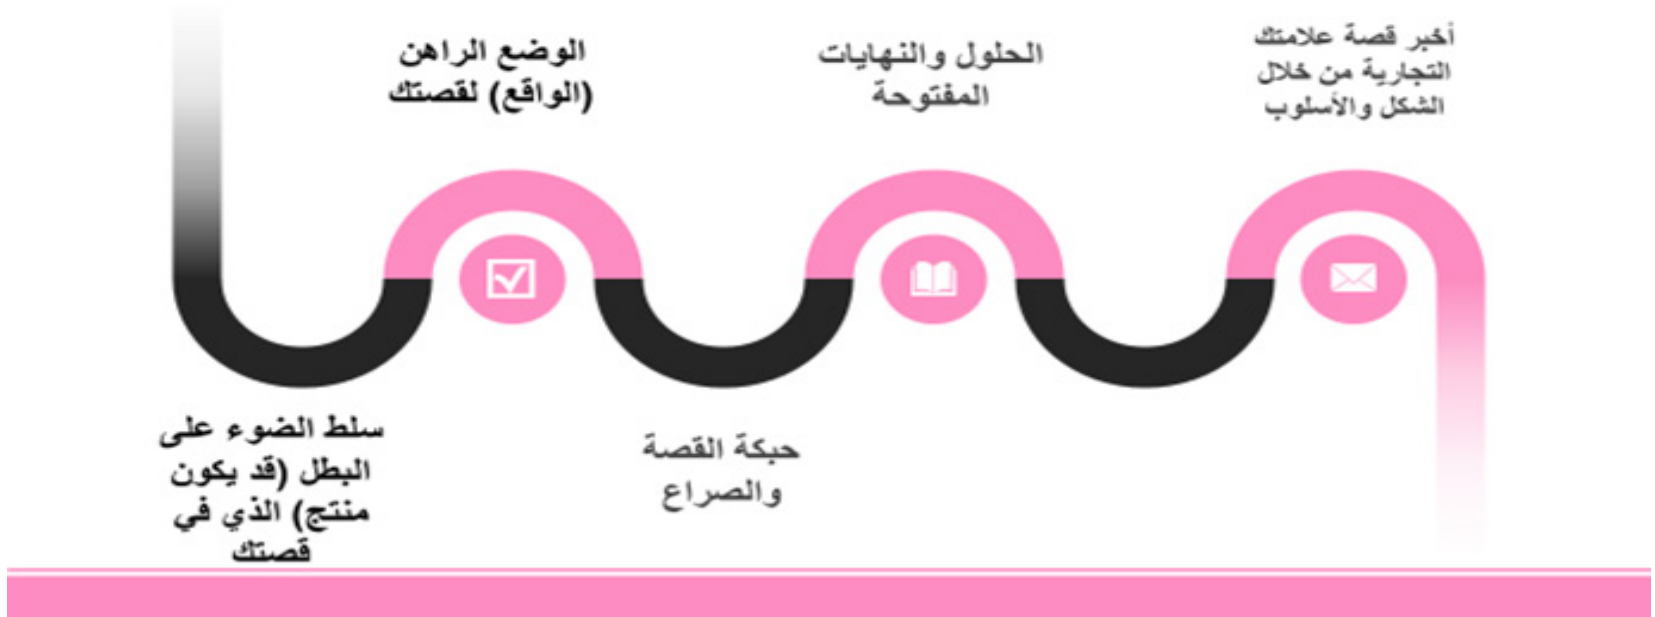 سلط الضوء على
البطل (قد يكون
منتج) الذي في
قصتك
الوضع الراهن
(الواقع) لقصتك
حبكة القصة
والصراع
الحلول والنهايات
المفتوحة
أخبر قصة علامتك
التجارية من خلال
الشكل والأسلوب